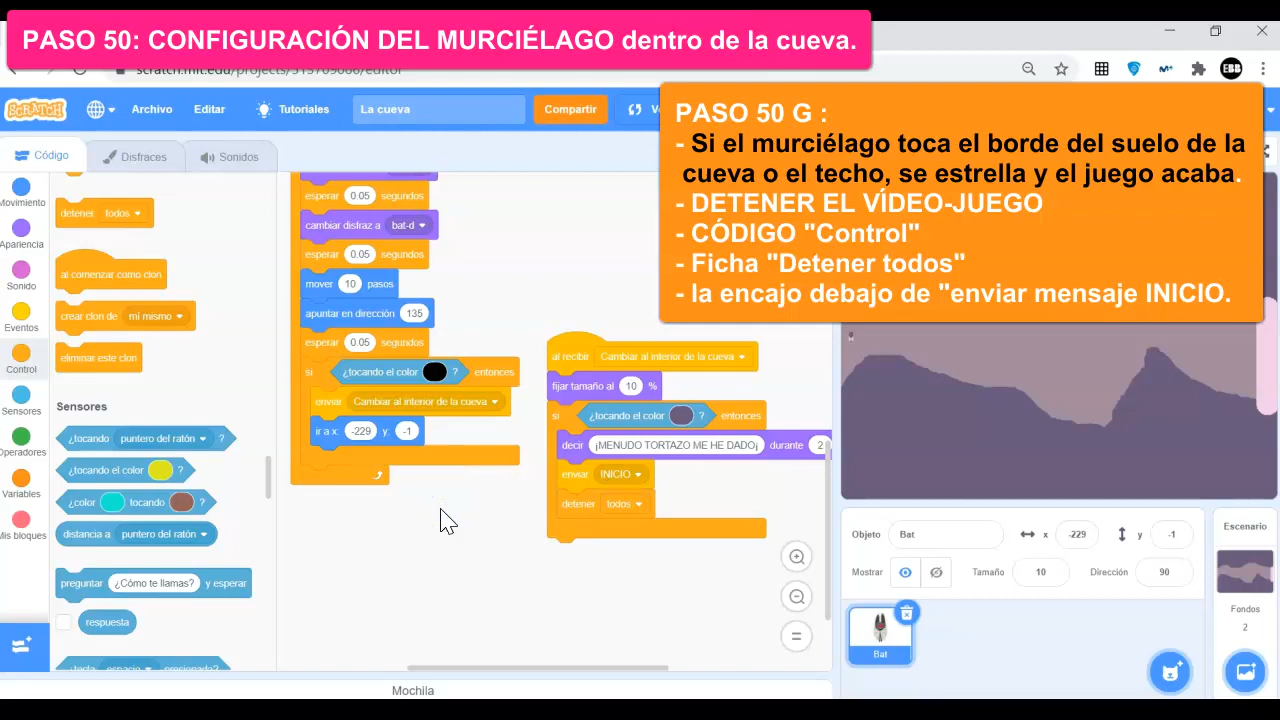 PASO 50: CONFIGURACIÓN DEL MURCIÉLAGO dentro de la cueva.
SCRATCH
Archivo
Editar
Tutoriales
La cueva
Compartir
PASO 50 G :
- Si el murciélago toca el borde del suelo de la
cueva o el techo, se estrella y el juego acaba.
- DETENER EL VÍDEO-JUEGO
- CÓDIGO "Control"
- Ficha "Detener todos"
- la encajo debajo de "enviar mensaje INICIO.
EBB
Código
Disfraces
Sonidos
Movimiento
Apariencia
Sonido
Eventos
Control
Sensores
Operadores
Variables
Mis bloques
detener todos
al comenzar como clon
crear clon de mí mismo
eliminar este clon
Sensores
¿tocando puntero del ratón ?
¿tocando el color ?
¿color tocando ?
distancia a puntero del ratón
preguntar ¿Cómo te llamas? y esperar
respuesta
esperar 0.05 segundos
cambiar disfraz a bat-d
esperar 0.05 segundos
mover 10 pasos
apuntar en dirección 135
esperar 0.05 segundos
si ¿tocando el color ? entonces
enviar Cambiar al interior de la cueva
ir a x: -229 y: -1
al recibir Cambiar al interior de la cueva
fijar tamaño al 10 %
si ¿tocando el color ? entonces
decir ¡MENUDO TORTAZO ME HE DADO¡ durante 2
enviar INICIO
detener todos
Objeto Bat x -229 y -1
Mostrar Tamaño 10 Dirección 90
Bat
Escenario
Fondos
2
Mochila